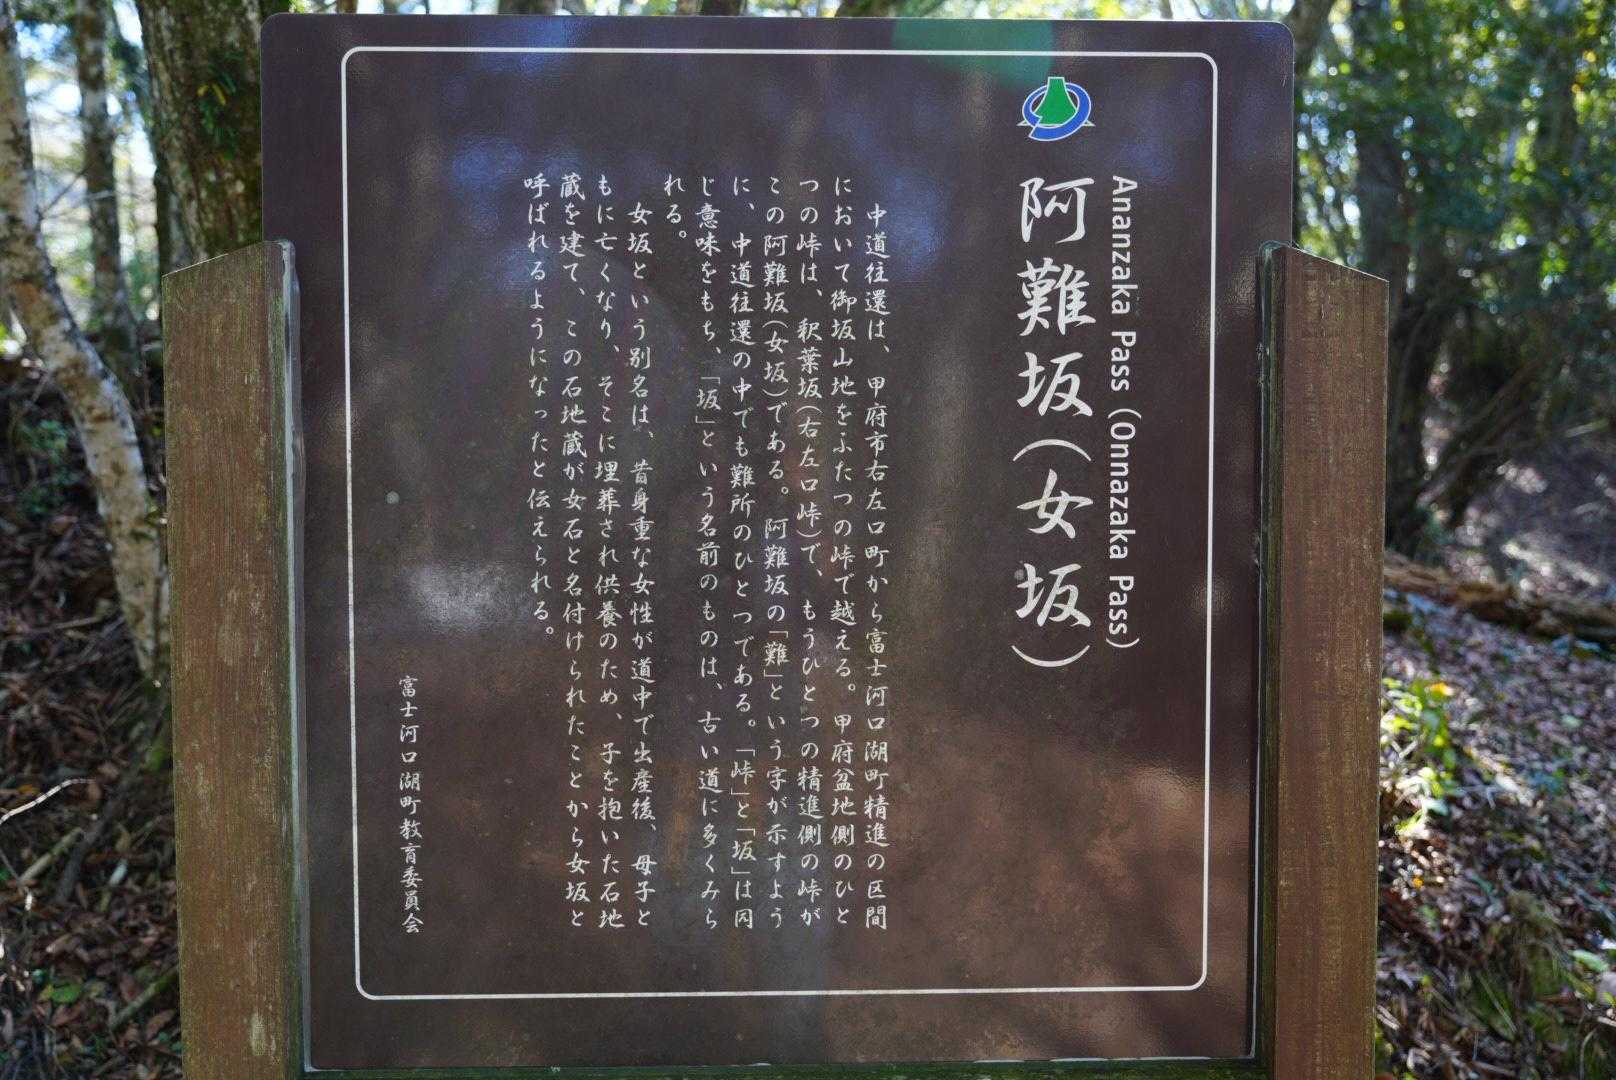 Ananzaka Pass (Onnazaka Pass)
阿難坂(女坂)
中道往還は、甲府市右左口町から富士河口湖町精進の区間
において御坂山地をふたつの峠で越える。甲府盆地側のひと
つの峠は、釈葉坂(右左口峠)で、もうひとつの精進側の峠が
この阿難坂(女坂)である。阿難坂の「難」という字が示すよう
に、中道往還の中でも難所のひとつである。「峠」と「坂」は同
じ意味をもち、「坂」という名前のものは、古い道に多くみら
れる。
女坂という別名は、昔身重な女性が道中で出産後、母子と
もに亡くなり、そこに埋葬され供養のため、子を抱いた石地
蔵を建て、この石地蔵が女石と名付けられたことから女坂と
呼ばれるようになったと伝えられる。
富士河口湖町教育委員会